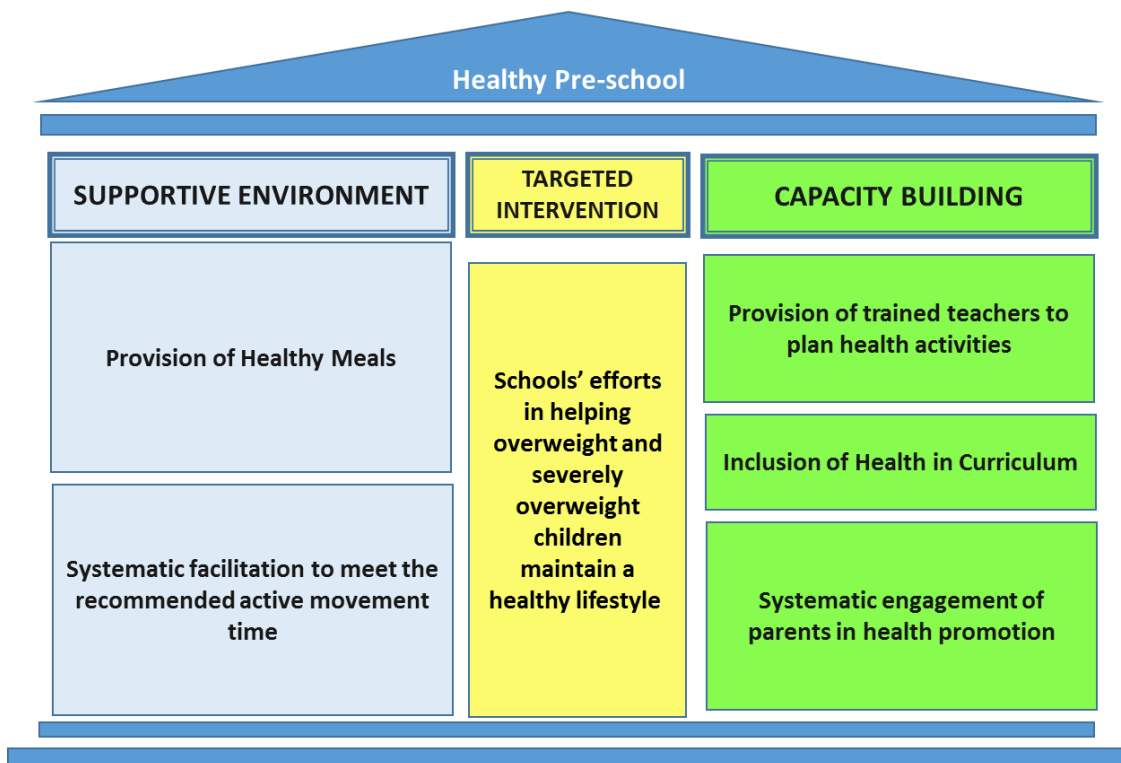 Healthy Pre-school
SUPPORTIVE ENVIRONMENT
Provision of Healthy Meals
Systematic facilitation to meet the
recommended active movement
time
TARGETED
INTERVENTION
Schools’ efforts
in helping
overweight and
severely
overweight
children
maintain a
healthy lifestyle
CAPACITY BUILDING
Provision of trained teachers to
plan health activities
Inclusion of Health in Curriculum
Systematic engagement of
parents in health promotion